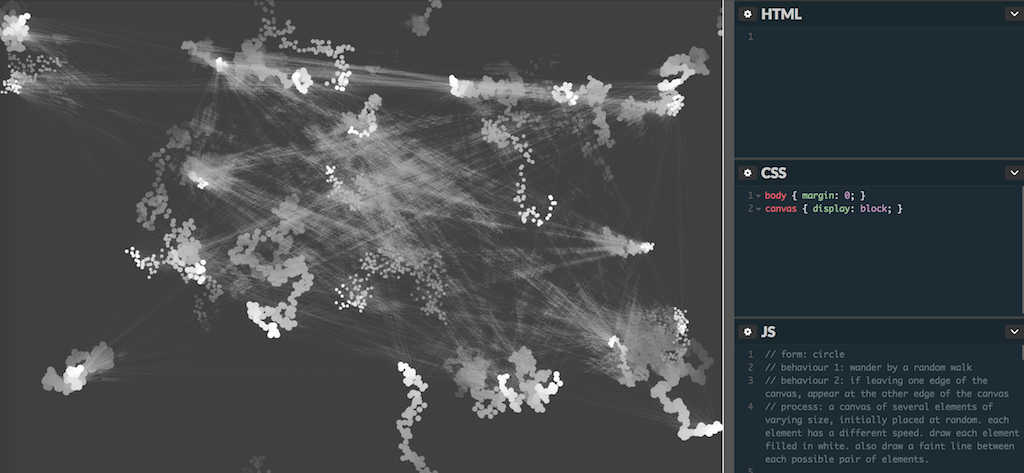 HTML
1
CSS
1 body { margin: 0; }
2 canvas { display: block; }
JS
1 // form: circle
2 // behaviour 1: wander by a random walk
3 // behaviour 2: if leaving one edge of the
canvas, appear at the other edge of the canvas
4 // process: a canvas of several elements of
varying size, initially placed at random. each
element has a different speed. draw each element
filled in white. also draw a faint line between
each possible pair of elements.
5